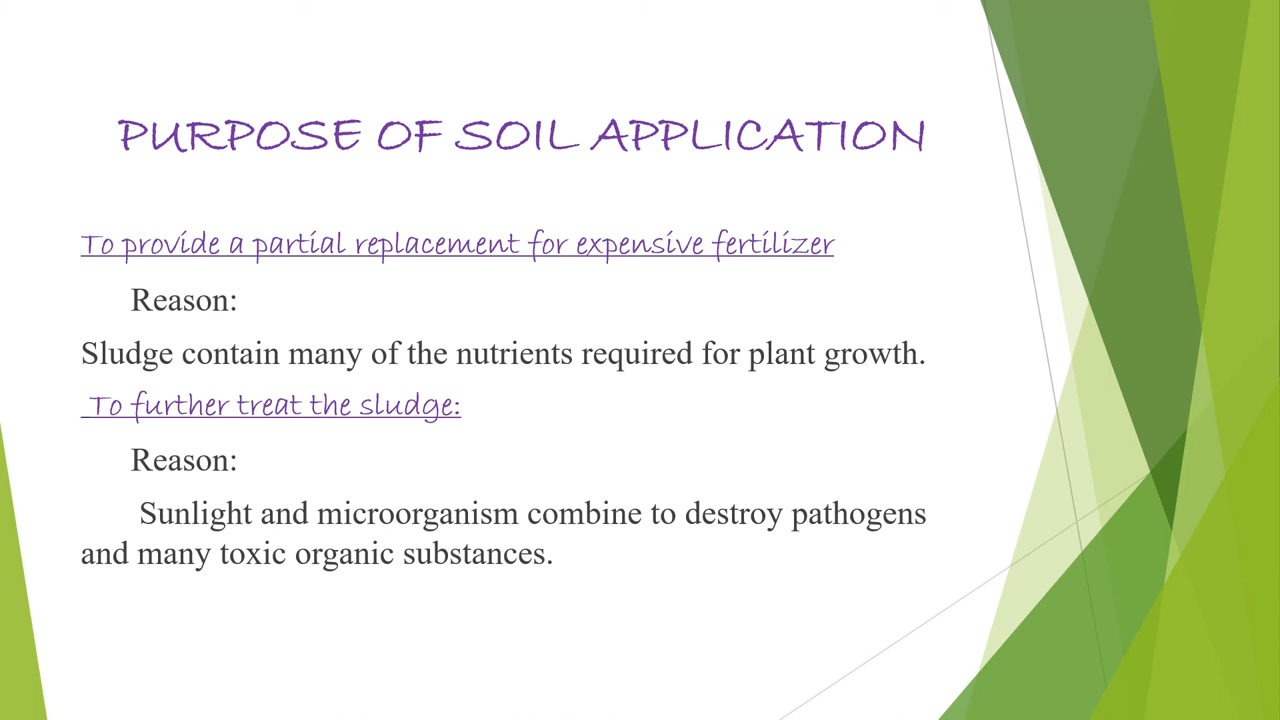 PURPOSE OF SOIL APPLICATION
To provide a partial replacement for expensive fertilizer
Reason:
Sludge contain many of the nutrients required for plant growth.
To further treat the sludge:
Reason:
Sunlight and microorganism combine to destroy pathogens
and many toxic organic substances.